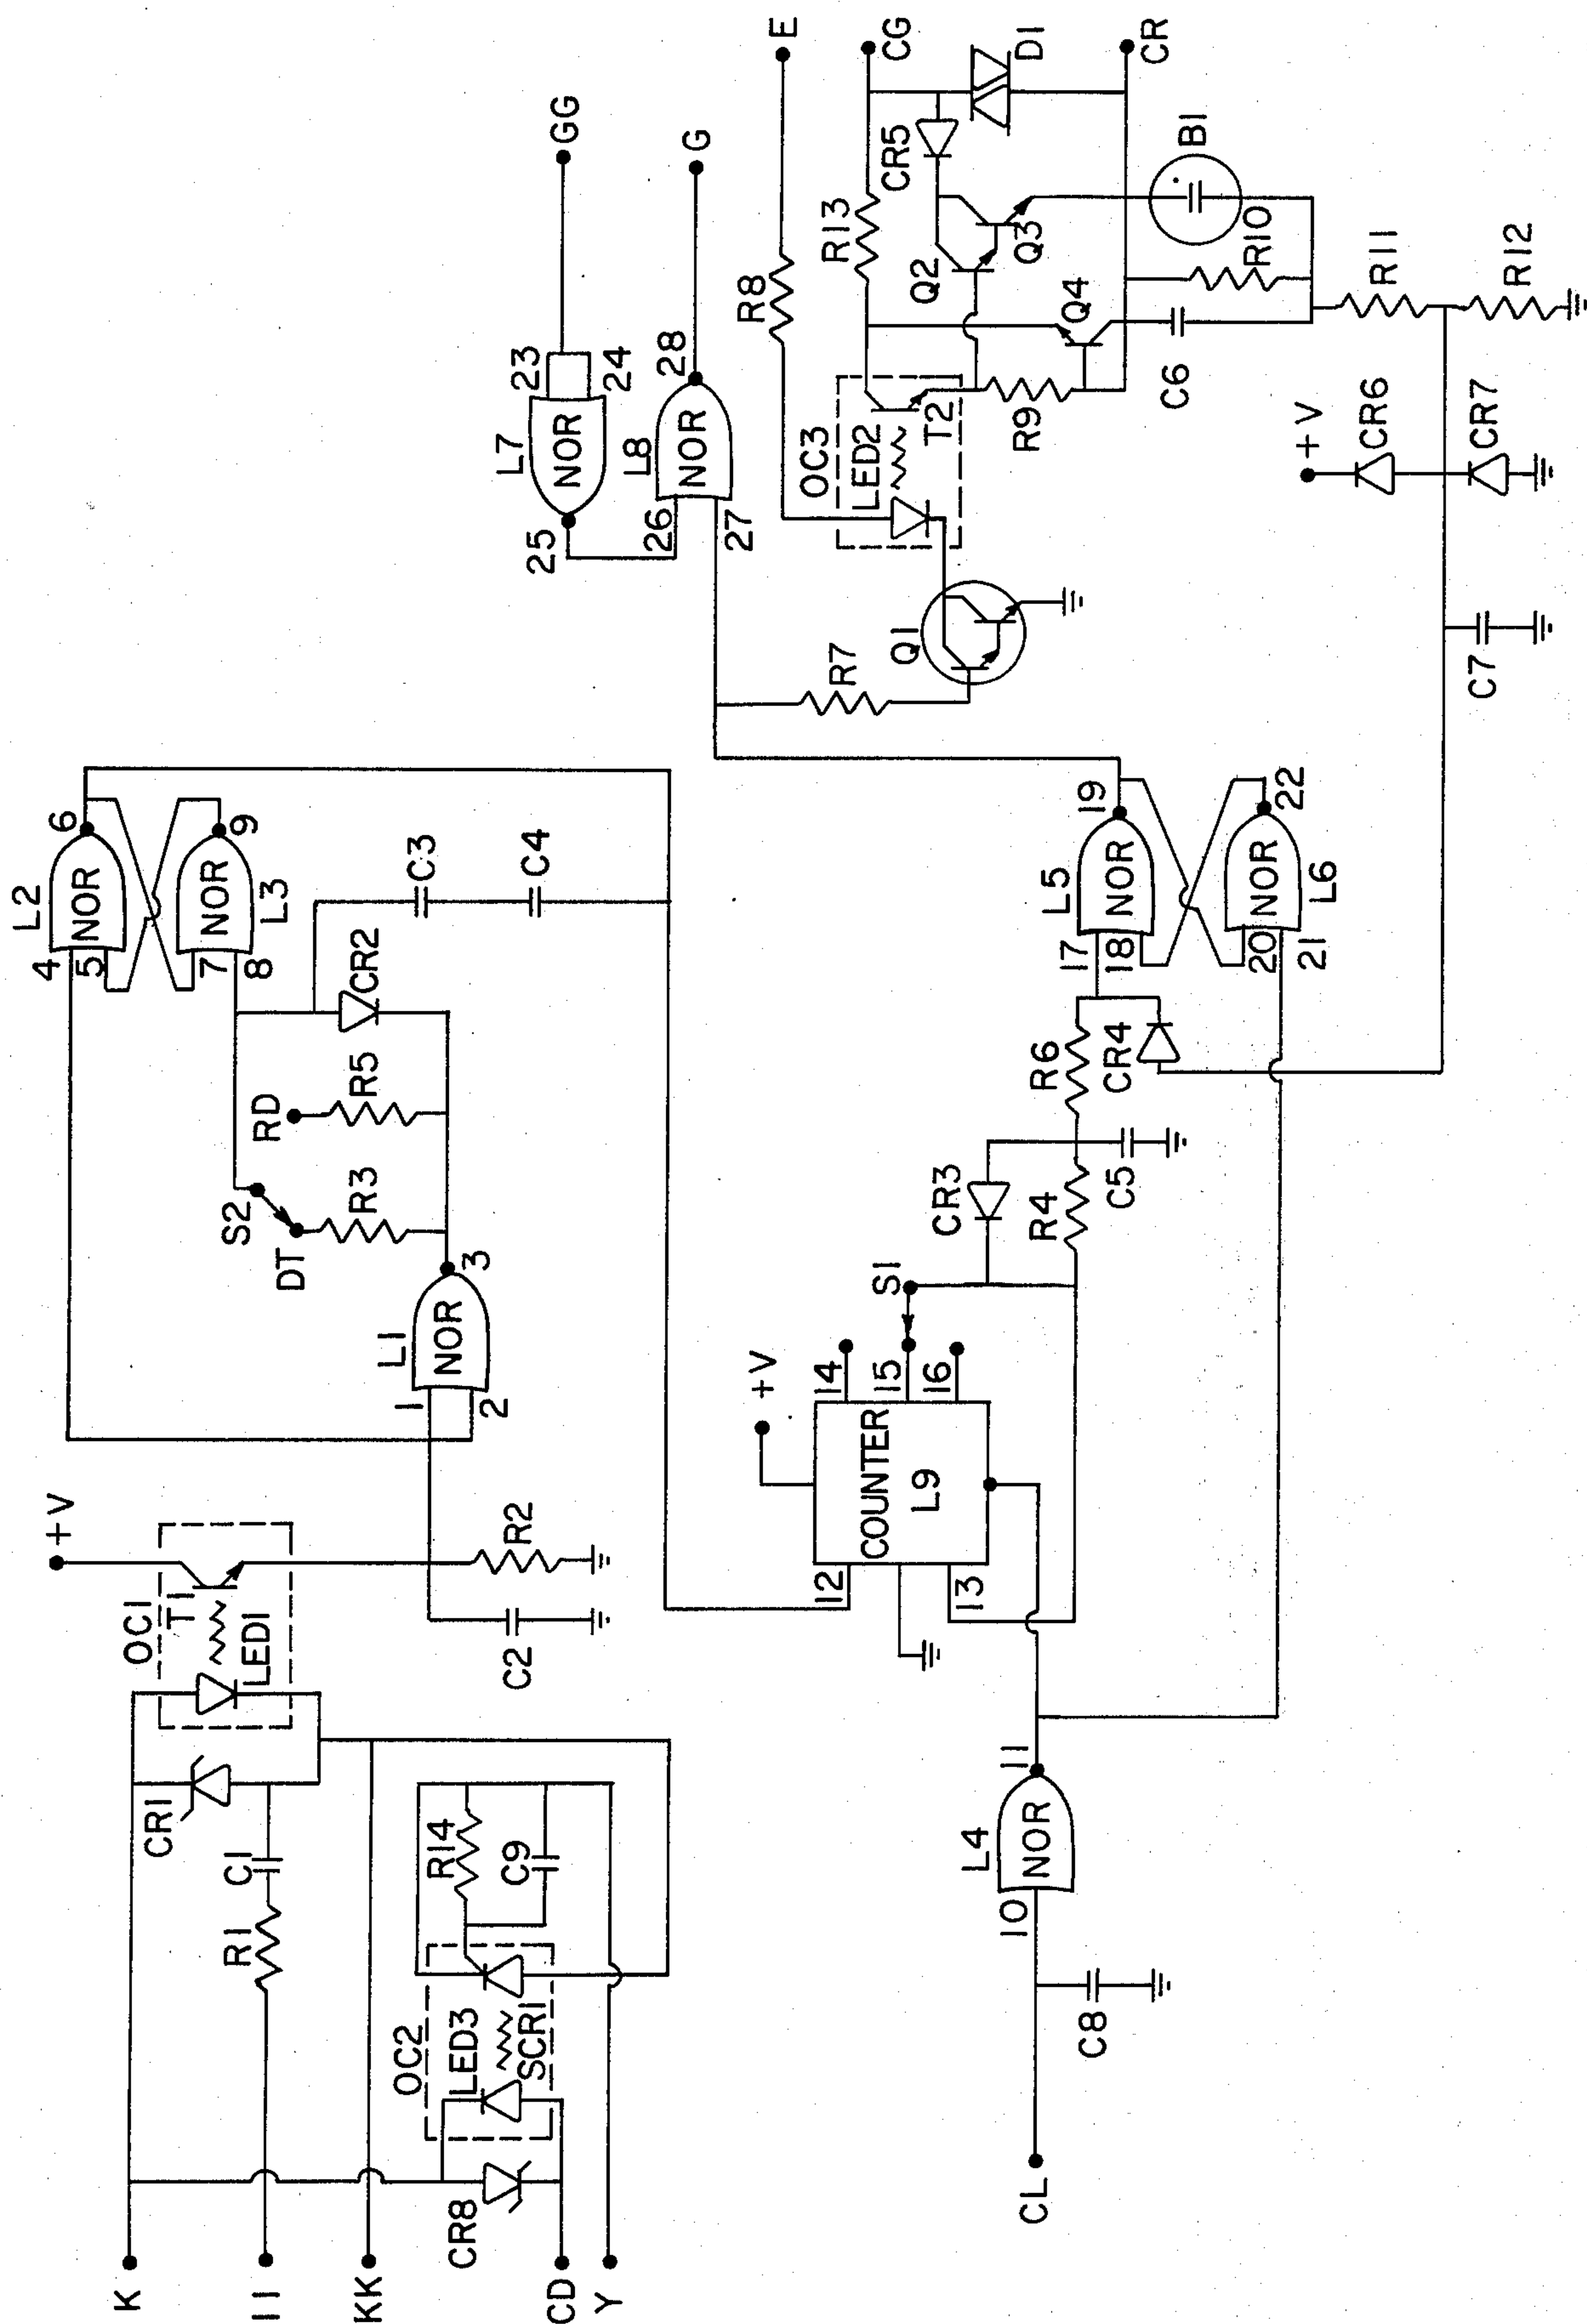 K
II
KK
CD
Y
CR8
OC2
LED3
SCR1
R14
C9
R1
C1
CR1
OC1
T1
LED1
+V
C2
R2
L1
NOR
1
2
3
S2
DT
R3
RD
R5
CR2
C3
C4
L2
NOR
4
5
6
L3
NOR
7
8
9
CL
C8
L4
NOR
10
11
+V
COUNTER
L9
12
13
14
15
16
S1
CR3
R4
C5
R6
CR4
L5
NOR
17
18
19
L6
NOR
20
21
22
L7
NOR
23
24
25
GG
L8
NOR
26
27
28
G
R7
Q1
OC3
LED2
T2
R8
E
R13
CG
CR5
D1
CR
Q2
Q3
Q4
R9
C6
B1
R10
R11
R12
+V
CR6
CR7
C7